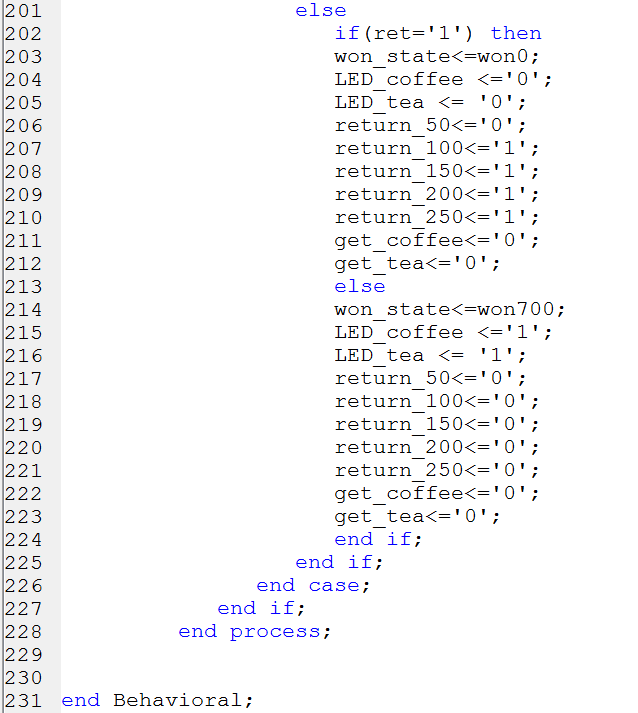 201 else
202 if(ret='1') then
203 won_state<=won0;
204 LED_coffee <='0';
205 LED_tea <= '0';
206 return_50<='0';
207 return_100<='1';
208 return_150<='1';
209 return_200<='1';
210 return_250<='1';
211 get_coffee<='0';
212 get_tea<='0';
213 else
214 won_state<=won700;
215 LED_coffee <='1';
216 LED_tea <= '1';
217 return_50<='0';
218 return_100<='0';
219 return_150<='0';
220 return_200<='0';
221 return_250<='0';
222 get_coffee<='0';
223 get_tea<='0';
224 end if;
225 end if;
226 end case;
227 end if;
228 end process;
229
230
231 end Behavioral;